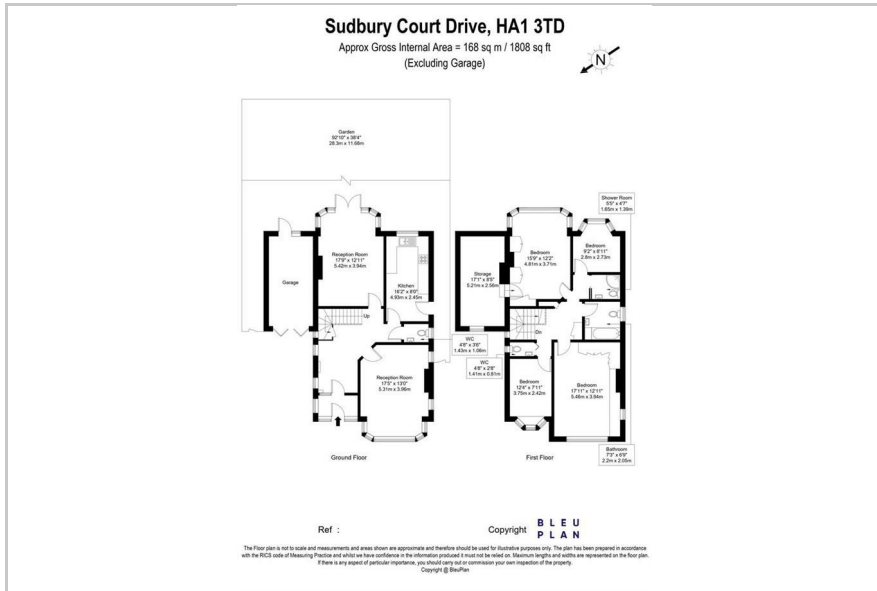 Sudbury Court Drive, HA1 3TD
Approx Gross Internal Area = 168 sq m / 1808 sq ft
(Excluding Garage)
N
Garden
92'10" x 38'4"
28.3m x 11.68m
Reception Room
17'9" x 12'11"
5.42m x 3.94m
Garage
Kitchen
16'2" x 8'0"
4.93m x 2.45m
Up
WC
4'8" x 3'6"
1.43m x 1.06m
Reception Room
17'5" x 13'0"
5.31m x 3.96m
Ground Floor
Shower Room
5'5" x 4'7"
1.65m x 1.39m
Bedroom
9'2" x 8'11"
2.8m x 2.73m
Bedroom
15'9" x 12'2"
4.81m x 3.71m
Storage
17'1" x 8'5"
5.21m x 2.56m
Dn
WC
4'8" x 2'8"
1.41m x 0.81m
Bedroom
12'4" x 7'11"
3.75m x 2.42m
Bedroom
17'11" x 12'11"
5.46m x 3.94m
Bathroom
7'3" x 6'9"
2.2m x 2.05m
First Floor
Ref :
Copyright
BLEU
PLAN
The Floor plan is not to scale and measurements and areas shown are approximate and therefore should be used for illustrative purposes only. The plan has been prepared in accordance
with the RICS code of Measuring Practice and whilst we have confidence in the information produced it must not be relied on. Maximum lengths and widths are represented on the floor plan.
If there is any aspect of particular importance, you should carry out or commission your own inspection of the property.
Copyright @ BleuPlan